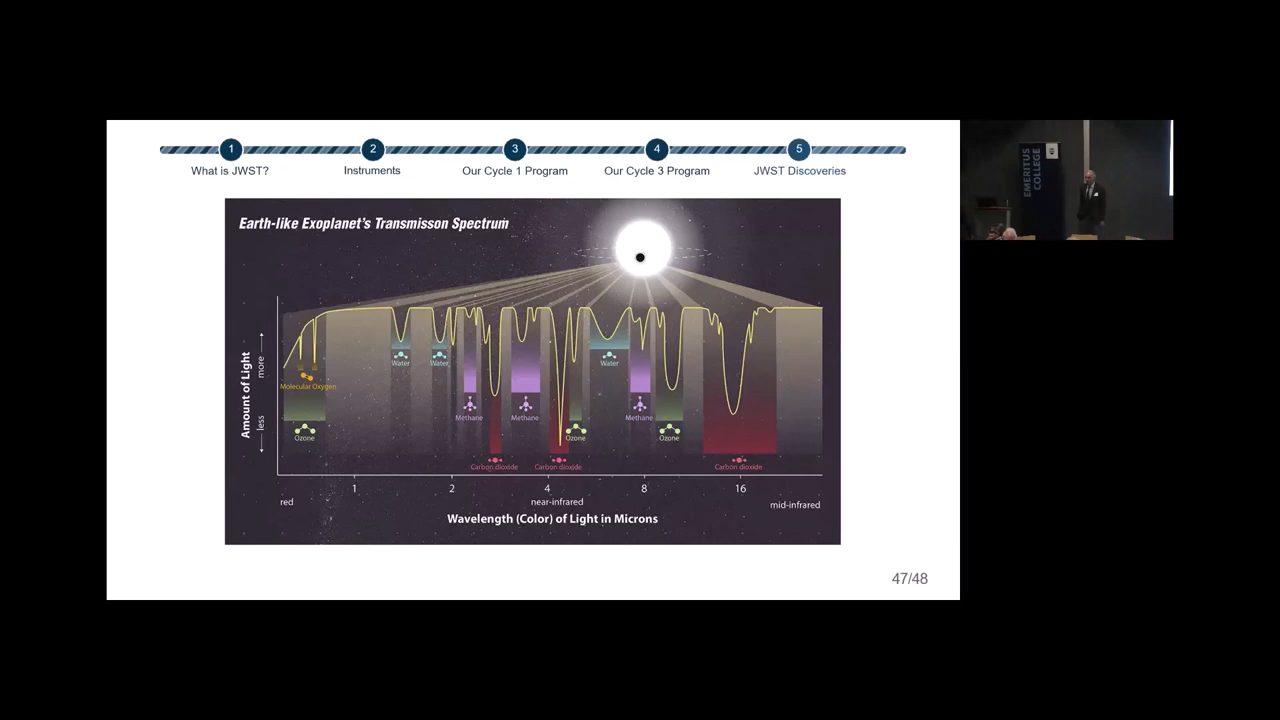 1
2
3
4
5
What is JWST?
Instruments
Our Cycle 1 Program
Our Cycle 3 Program
JWST Discoveries
Earth-like Exoplanet's Transmisson Spectrum
Amount of Light
more
less
Molecular Oxygen
Ozone
Water
Water
Methane
Carbon dioxide
Methane
Carbon dioxide
Ozone
Water
Methane
Ozone
Carbon dioxide
1
2
4
8
16
red
near-infrared
mid-infrared
Wavelength (Color) of Light in Microns
47/48
EMERITUS
COLLEGE